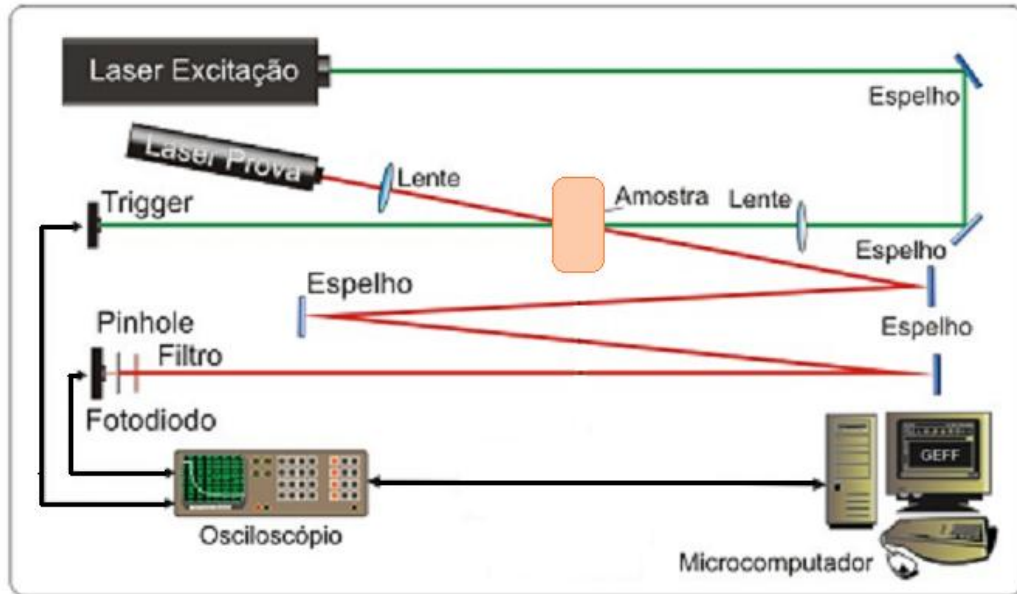 Laser Excitação
Espelho
Laser Prova
Lente
Amostra
Lente
Trigger
Espelho
Espelho
Pinhole
Espelho
Filtro
Fotodiodo
GEFF
Osciloscópio
Microcomputador